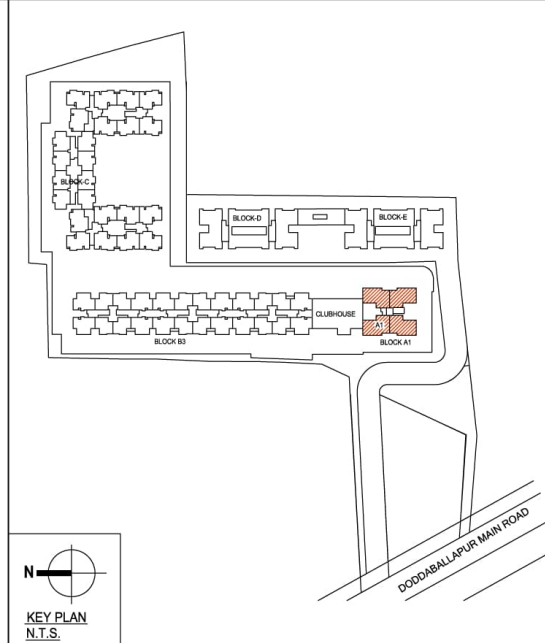 BLOCK-C
BLOCK-D
BLOCK-E
CLUBHOUSE
A1
BLOCK B3
BLOCK A1
DODDABALLAPUR MAIN ROAD
N
KEY PLAN
N.T.S.